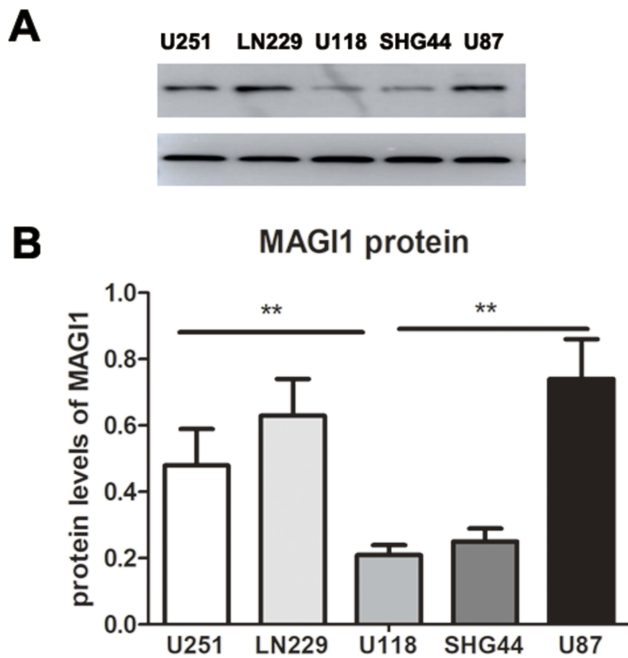 A
U251 LN229 U118 SHG44 U87
B
MAGI1 protein
protein levels of MAGI1
1.0
0.8
0.6
0.4
0.2
0.0
** **
U251 LN229 U118 SHG44 U87